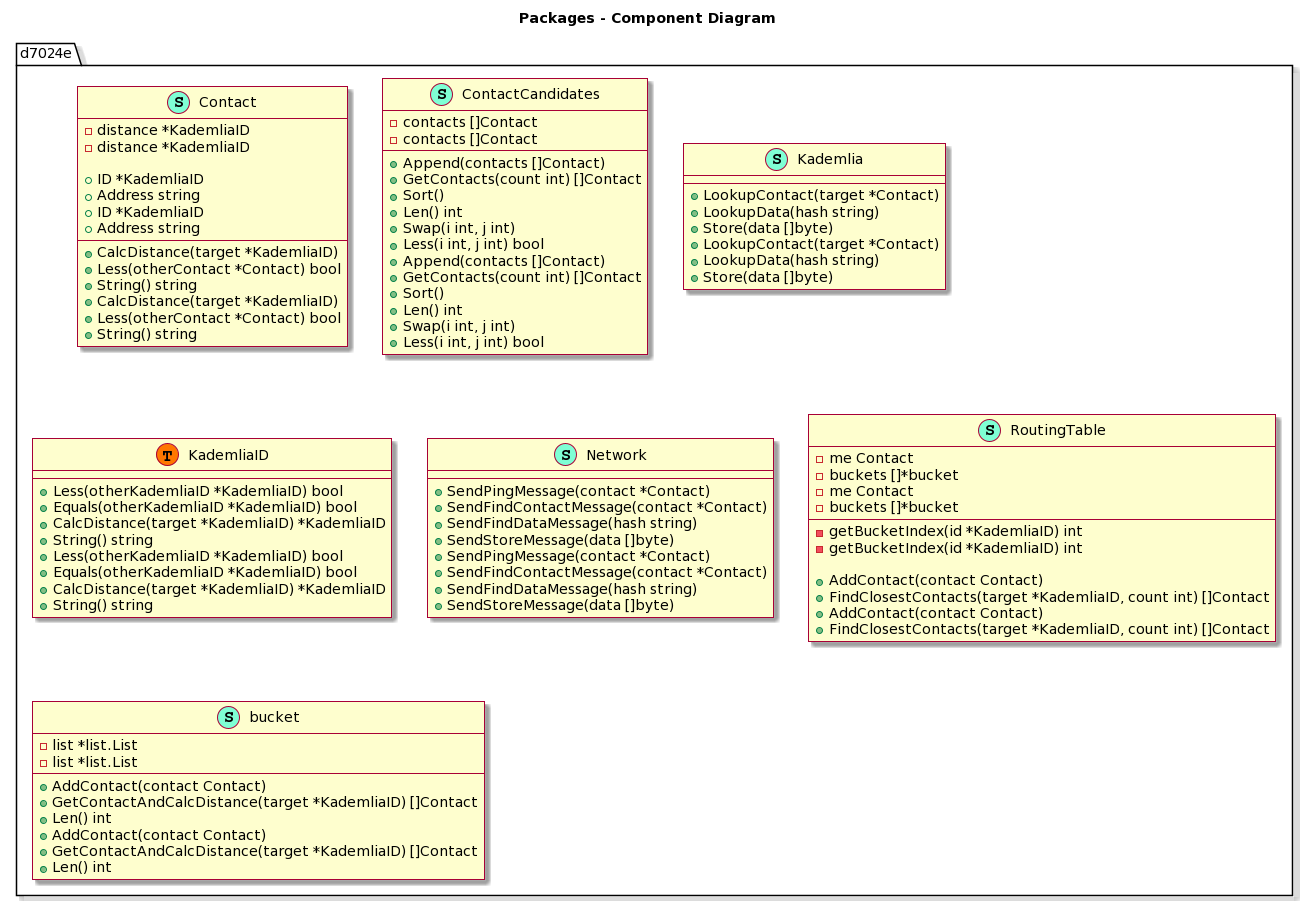 Packages - Component Diagram
d7024e
S Contact
distance *KademliaID
distance *KademliaID
ID *KademliaID
Address string
ID *KademliaID
Address string
CalcDistance(target *KademliaID)
Less(otherContact *Contact) bool
String() string
CalcDistance(target *KademliaID)
Less(otherContact *Contact) bool
String() string
S ContactCandidates
contacts []Contact
contacts []Contact
Append(contacts []Contact)
GetContacts(count int) []Contact
Sort()
Len() int
Swap(i int, j int)
Less(i int, j int) bool
Append(contacts []Contact)
GetContacts(count int) []Contact
Sort()
Len() int
Swap(i int, j int)
Less(i int, j int) bool
S Kademlia
LookupContact(target *Contact)
LookupData(hash string)
Store(data []byte)
LookupContact(target *Contact)
LookupData(hash string)
Store(data []byte)
T KademliaID
Less(otherKademliaID *KademliaID) bool
Equals(otherKademliaID *KademliaID) bool
CalcDistance(target *KademliaID) *KademliaID
String() string
Less(otherKademliaID *KademliaID) bool
Equals(otherKademliaID *KademliaID) bool
CalcDistance(target *KademliaID) *KademliaID
String() string
S Network
SendPingMessage(contact *Contact)
SendFindContactMessage(contact *Contact)
SendFindDataMessage(hash string)
SendStoreMessage(data []byte)
SendPingMessage(contact *Contact)
SendFindContactMessage(contact *Contact)
SendFindDataMessage(hash string)
SendStoreMessage(data []byte)
S RoutingTable
me Contact
buckets []*bucket
me Contact
buckets []*bucket
getBucketIndex(id *KademliaID) int
getBucketIndex(id *KademliaID) int
AddContact(contact Contact)
FindClosestContacts(target *KademliaID, count int) []Contact
AddContact(contact Contact)
FindClosestContacts(target *KademliaID, count int) []Contact
S bucket
list *list.List
list *list.List
AddContact(contact Contact)
GetContactAndCalcDistance(target *KademliaID) []Contact
Len() int
AddContact(contact Contact)
GetContactAndCalcDistance(target *KademliaID) []Contact
Len() int